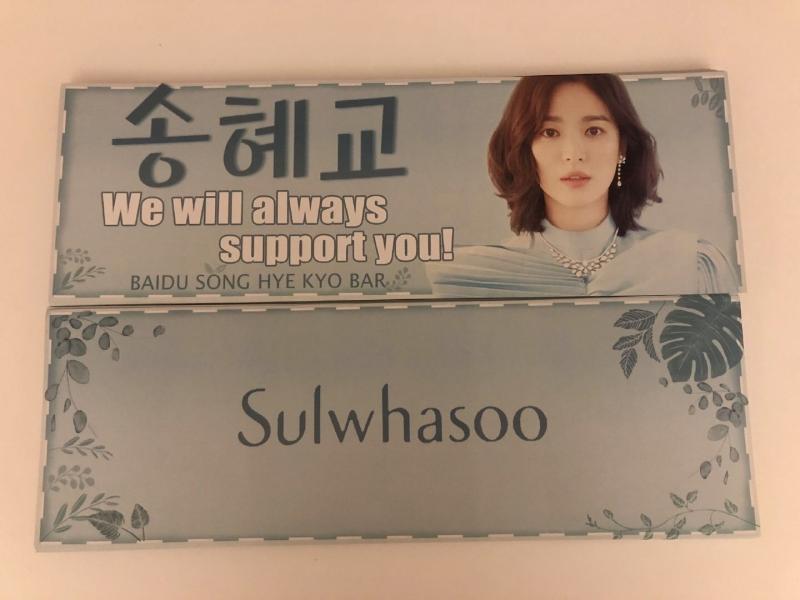 송혜교
We will always
support you!
BAIDU SONG HYE KYO BAR
Sulwhasoo